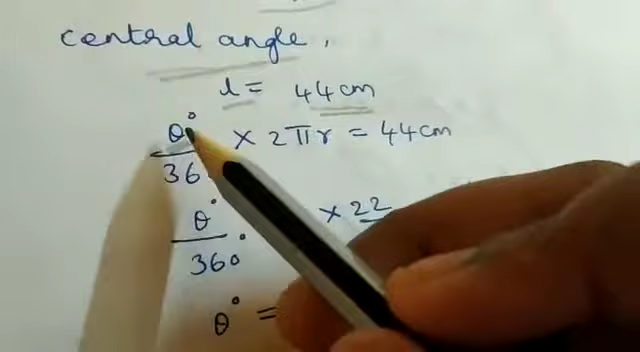 central angle.
l = 44cm
θ° × 2πr = 44cm
36
θ° × 22
360°
θ° =